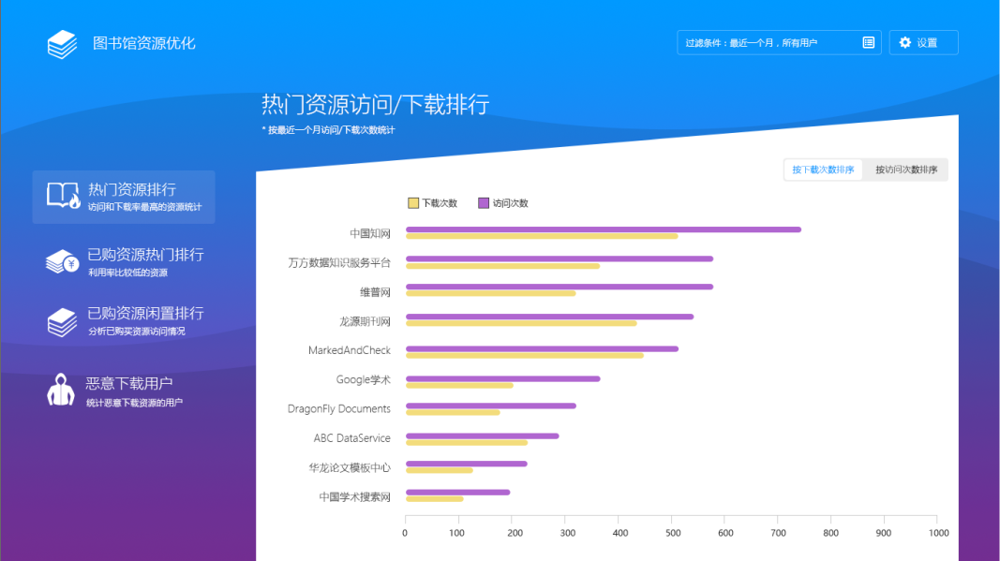 图书馆资源优化
过滤条件：最近一个月，所有用户
设置
热门资源访问/下载排行
* 按最近一个月访问/下载次数统计
按下载次数排序
按访问次数排序
热门资源排行
访问和下载率最高的资源统计
已购资源热门排行
利用率比较低的资源
已购资源闲置排行
分析已购买资源访问情况
恶意下载用户
统计恶意下载资源的用户
下载次数
访问次数
中国知网
万方数据知识服务平台
维普网
龙源期刊网
MarkedAndCheck
Google学术
DragonFly Documents
ABC DataService
华龙论文模板中心
中国学术搜索网
0 100 200 300 400 500 600 700 800 900 1000